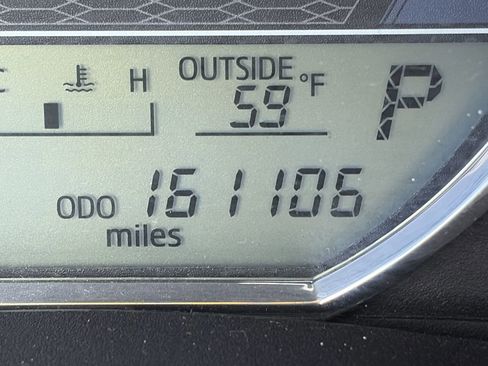 C H OUTSIDE
59 °F P
ODO 161106
miles